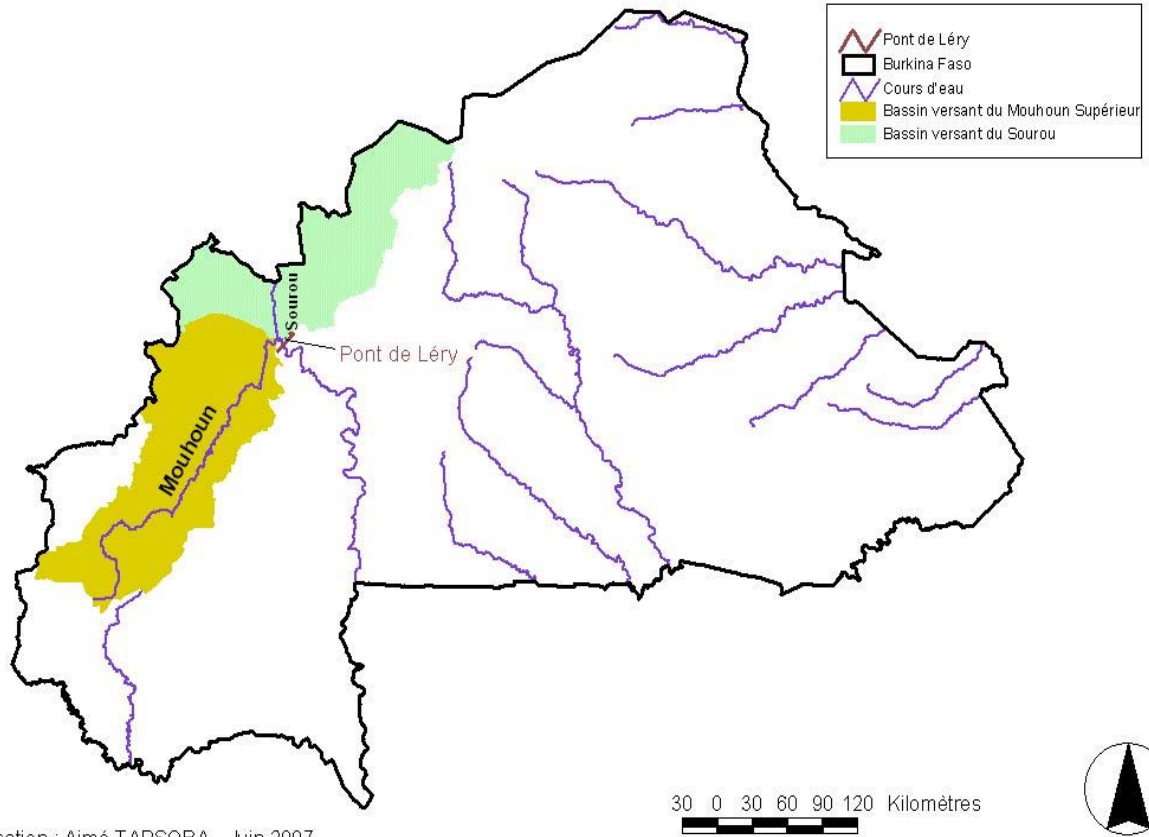 Pont de Léry
Burkina Faso
Cours d'eau
Bassin versant du Mouhoun Supérieur
Bassin versant du Sourou
Sourou
Pont de Léry
Mouhoun
30 0 30 60 90 120 Kilomètres
Aimé TAPSOBA Juin 2007